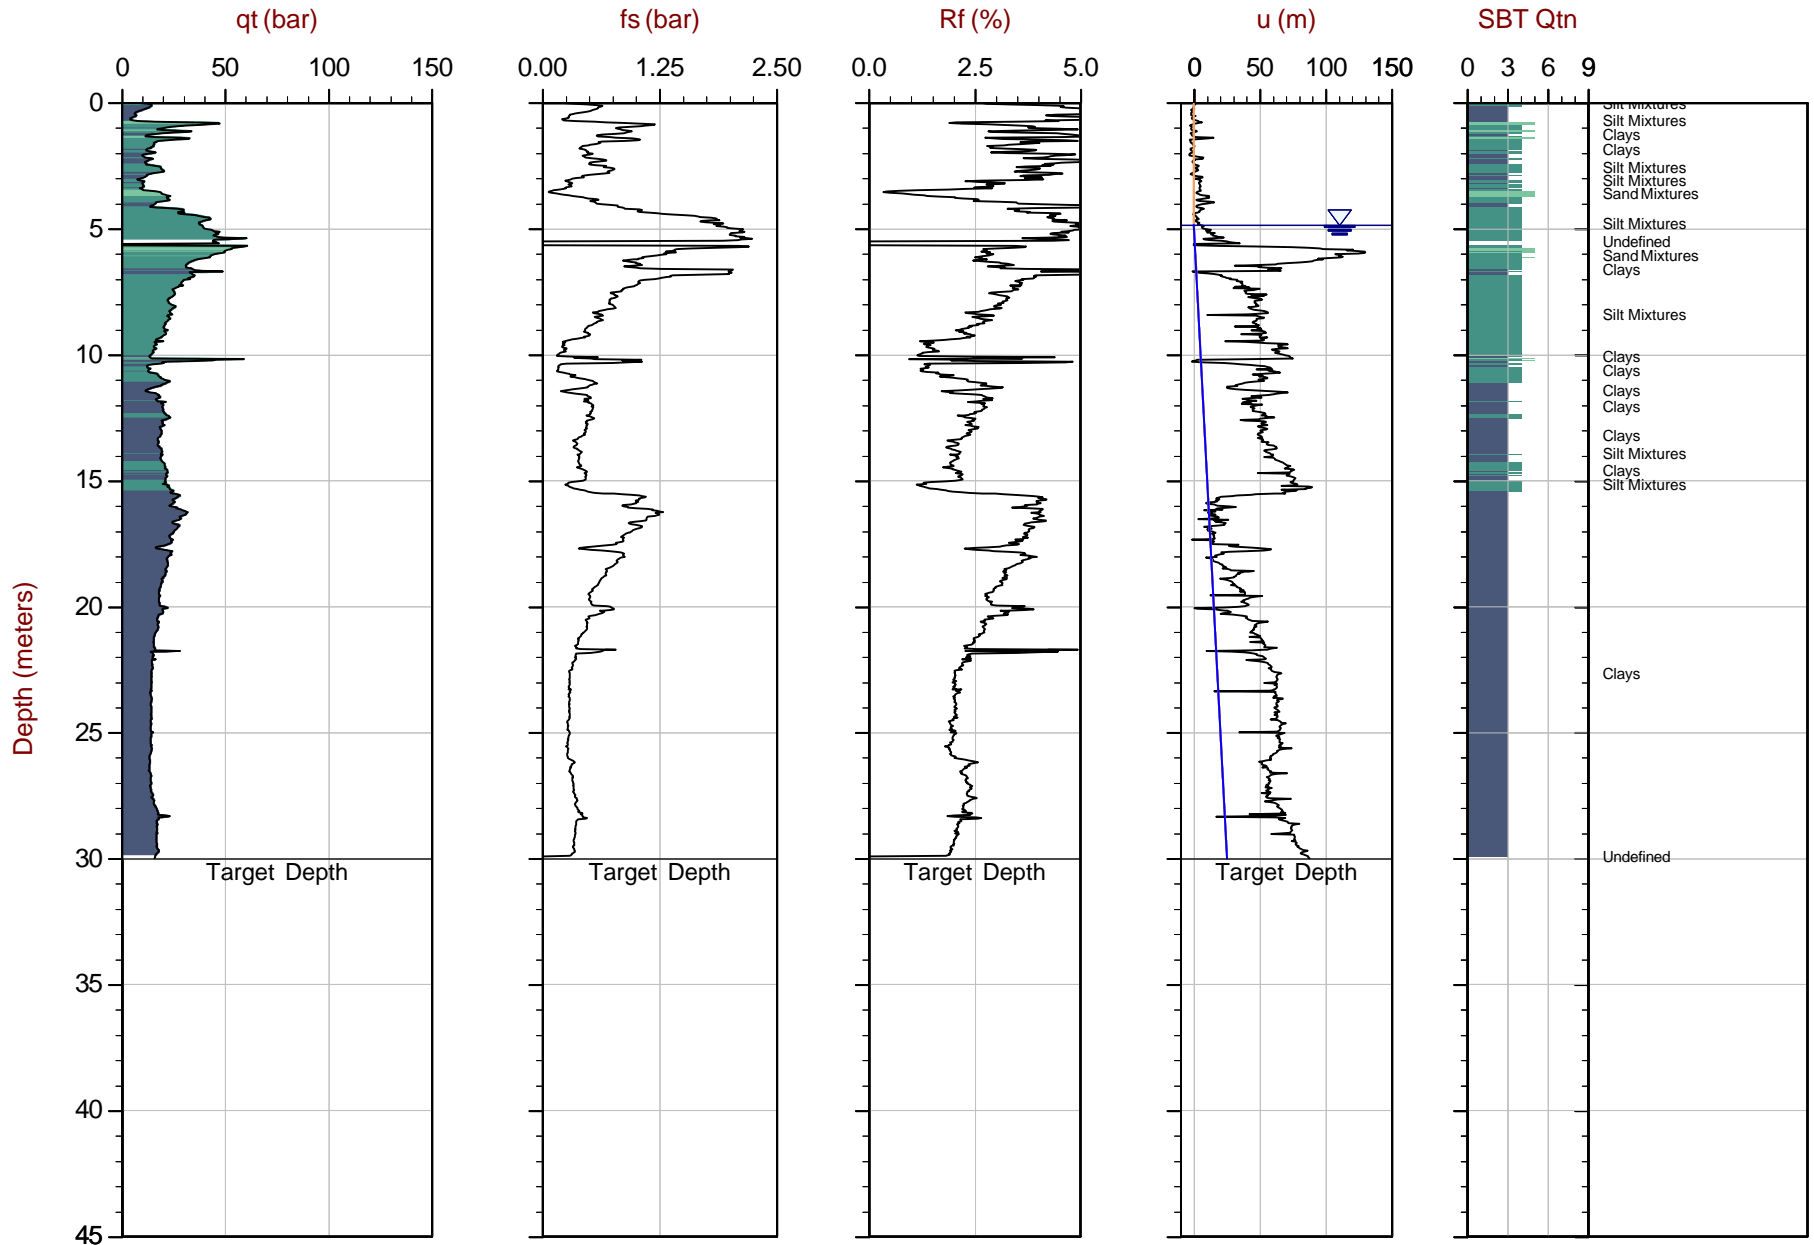 qt (bar) fs (bar) Rf (%) u (m) SBT Qtn
0 50 100 150 0.00 1.25 2.50 0.0 2.5 5.0 0 50 100 150 0 3 6 9
0
5
10
15
20
25
30
35
40
45
Depth (meters)
Silt Mixtures
Silt Mixtures
Clays
Clays
Silt Mixtures
Silt Mixtures
Sand Mixtures
Silt Mixtures
Undefined
Sand Mixtures
Clays
Silt Mixtures
Clays
Clays
Clays
Clays
Clays
Silt Mixtures
Clays
Silt Mixtures
Clays
Undefined
Target Depth Target Depth Target Depth Target Depth